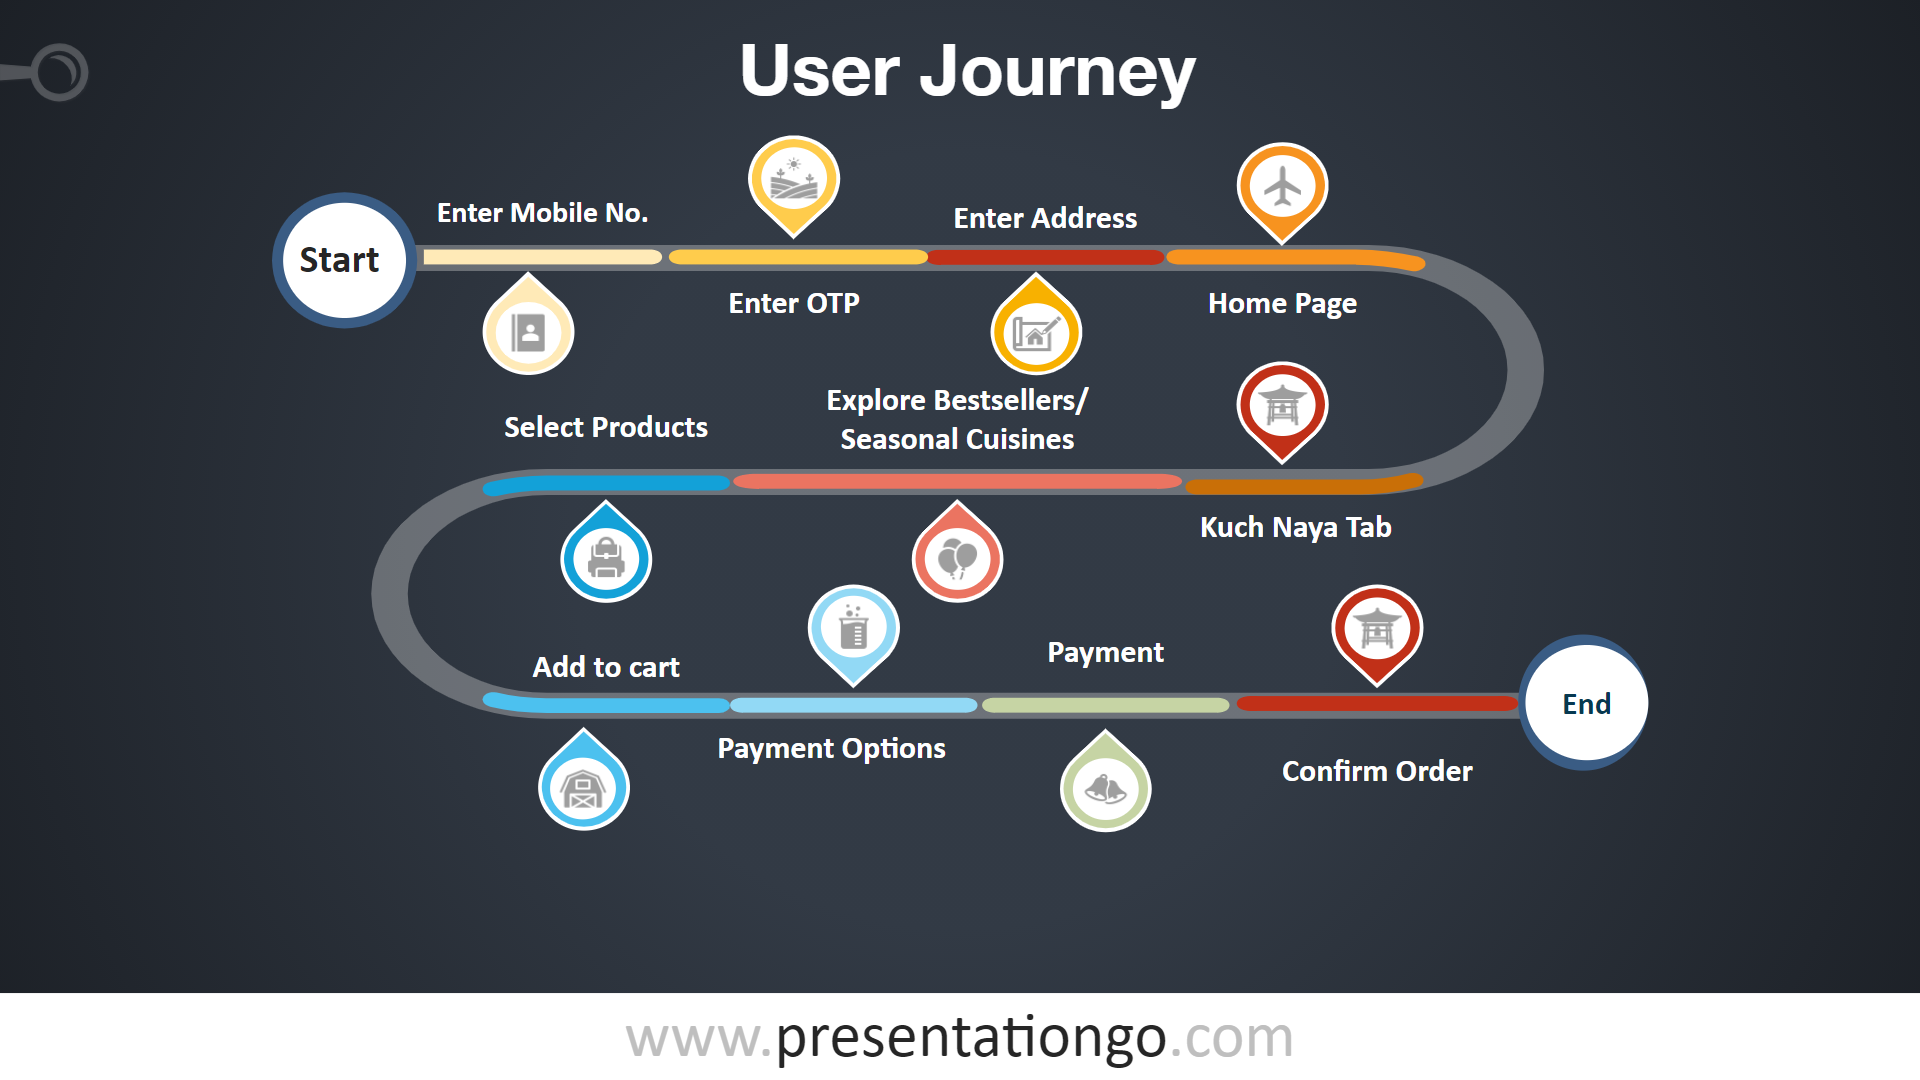 User Journey
Start
Enter Mobile No.
Enter OTP
Enter Address
Home Page
Kuch Naya Tab
Explore Bestsellers/
Seasonal Cuisines
Select Products
Add to cart
Payment Options
Payment
Confirm Order
End
www.presentationgo.com